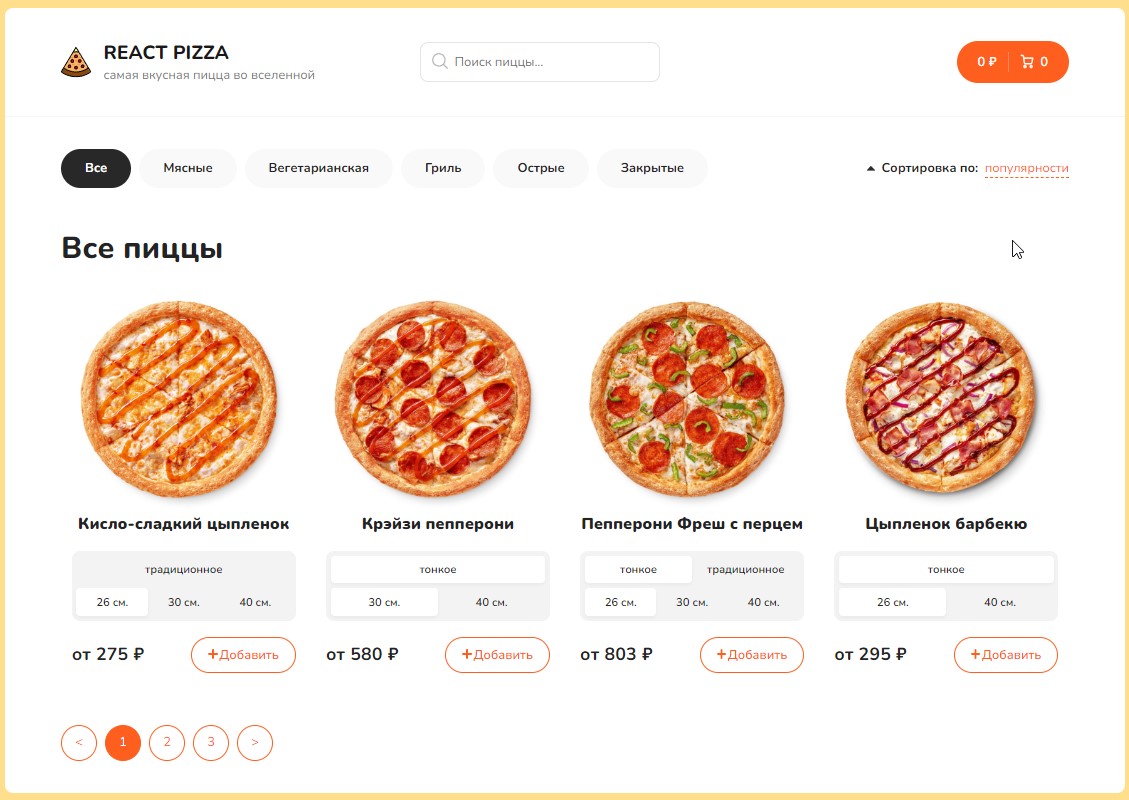 REACT PIZZA
самая вкусная пицца во вселенной
Поиск пиццы...
0 ₽ 0
Все Мясные Вегетарианская Гриль Острые Закрытые
Сортировка по: популярности
Все пиццы
Кисло-сладкий цыпленок
традиционное
26 см. 30 см. 40 см.
от 275 ₽ +Добавить
Крэйзи пепперони
тонкое
30 см. 40 см.
от 580 ₽ +Добавить
Пепперони Фреш с перцем
тонкое традиционное
26 см. 30 см. 40 см.
от 803 ₽ +Добавить
Цыпленок барбекю
тонкое
26 см. 40 см.
от 295 ₽ +Добавить
< 1 2 3 >